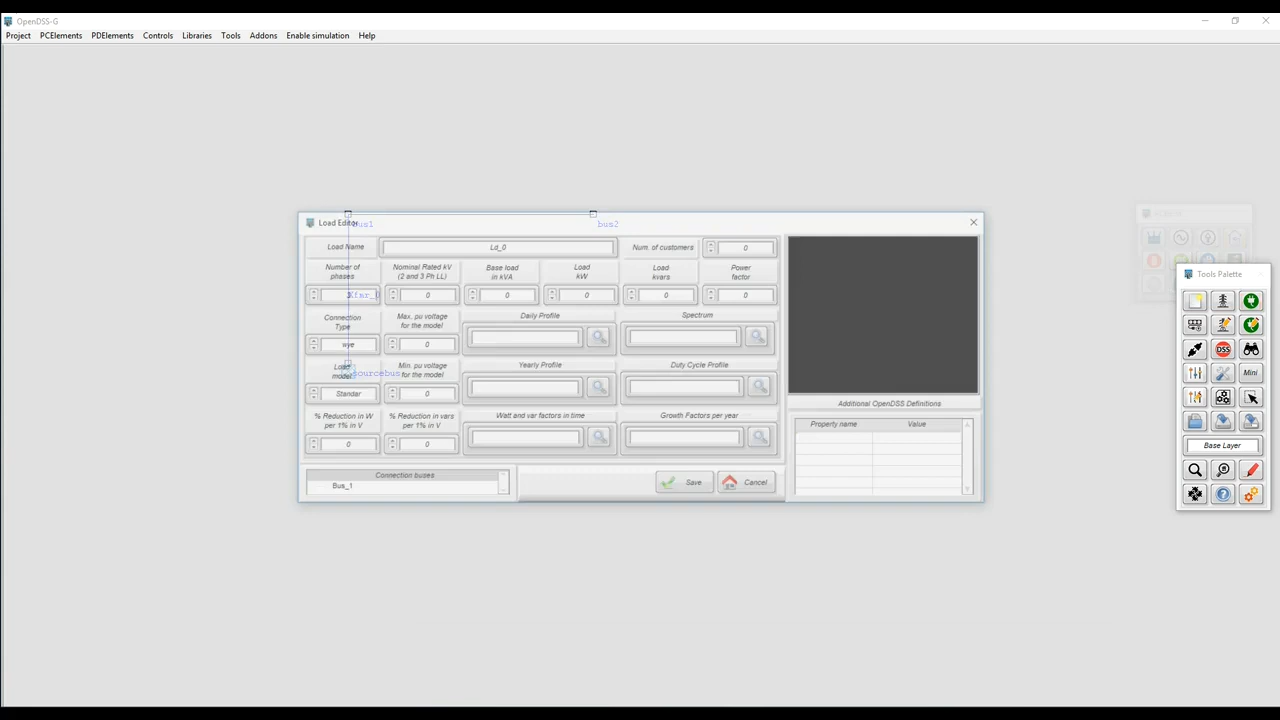 OpenDSS-G
Project PCElements PDElements Controls Libraries Tools Addons Enable simulation Help
Load Editor
bus1
bus2
Load Name Ld_0 Num. of customers 0
Number of phases
Nominal Rated kV (2 and 3 Ph LL)
Base load in kVA
Load kW
Load kvars
Power factor
3 0 0 0 0 0
Xfmr_0
Connection Type
Max. pu voltage for the model
Daily Profile
Spectrum
wye 0
Load model
sourcebus
Min. pu voltage for the model
Yearly Profile
Duty Cycle Profile
Standar 0
% Reduction in W per 1% in V
% Reduction in vars per 1% in V
Watt and var factors in time
Growth Factors per year
0 0
Connection buses
Bus_1
Save Cancel
Additional OpenDSS Definitions
Property name Value
Tools Palette
DSS
Mini
Base Layer